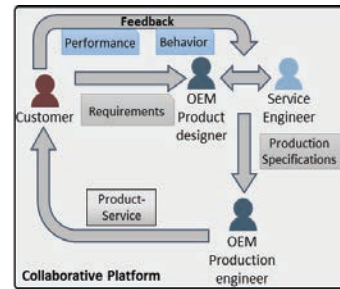 Feedback
Performance
Behavior
Customer
Requirements
OEM
Product
designer
Service
Engineer
Production
Specifications
Product-
Service
OEM
Production
engineer
Collaborative Platform